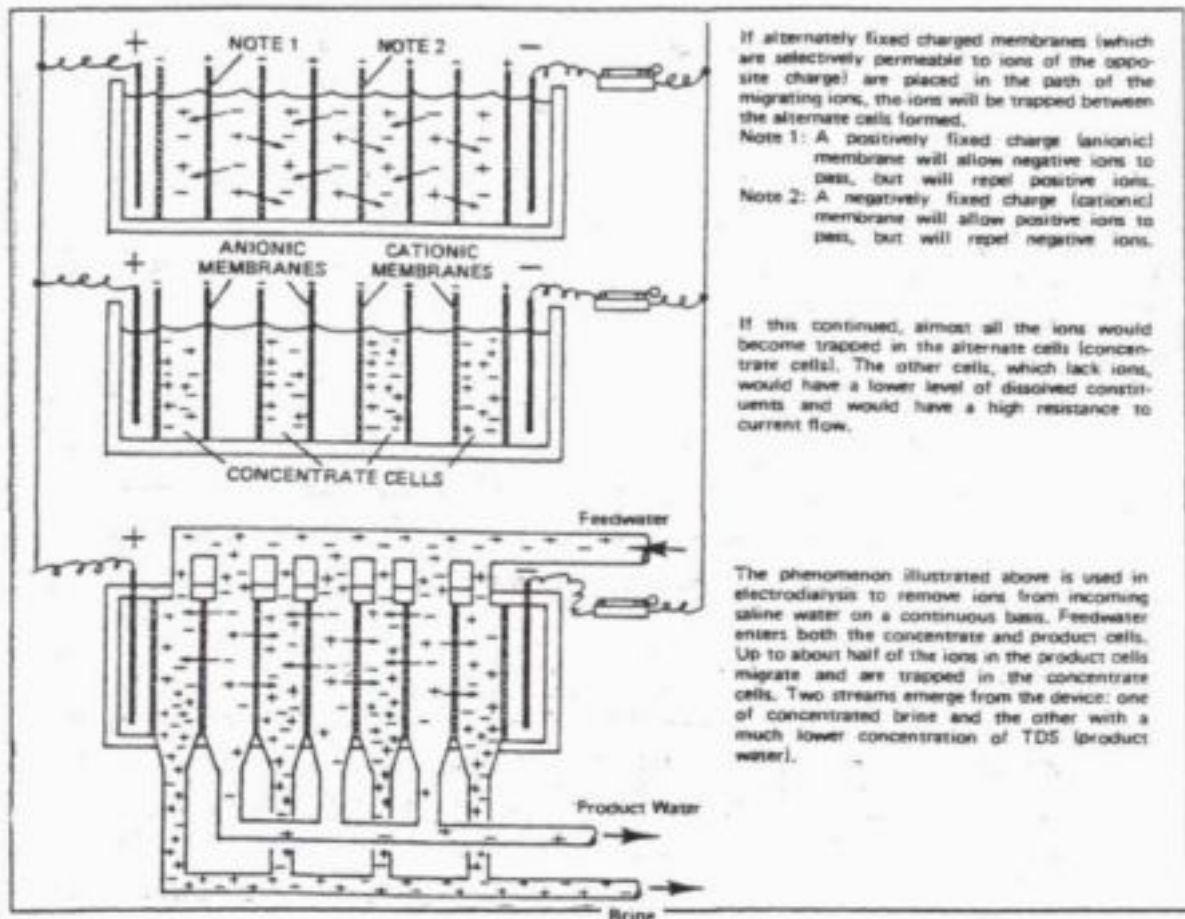 NOTE 1
NOTE 2
If alternately fixed charged membranes (which
are selectively permeable to ions of the oppo-
site charge) are placed in the path of the
migrating ions, the ions will be trapped between
the alternate cells formed.
Note 1: A positively fixed charge (anionic)
membrane will allow negative ions to
pass, but will repel positive ions.
Note 2: A negatively fixed charge (cationic)
membrane will allow positive ions to
pass, but will repel negative ions.
ANIONIC
MEMBRANES
CATIONIC
MEMBRANES
CONCENTRATE CELLS
If this continued, almost all the ions would
become trapped in the alternate cells (concen-
trate cells). The other cells, which lack ions,
would have a lower level of dissolved constit-
uents and would have a high resistance to
current flow.
Feedwater
Product Water
Brine
The phenomenon illustrated above is used in
electrodialysis to remove ions from incoming
saline water on a continuous basis. Feedwater
enters both the concentrate and product cells.
Up to about half of the ions in the product cells
migrate and are trapped in the concentrate
cells. Two streams emerge from the device: one
of concentrated brine and the other with a
much lower concentration of TDS (product
water).